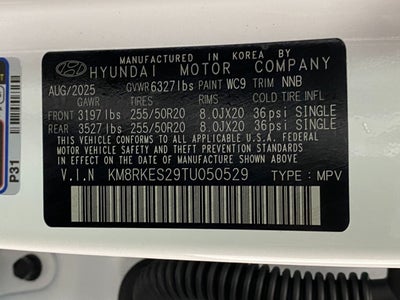 MANUFACTURED IN KOREA BY
HYUNDAI MOTOR COMPANY
AUG/2025 GVWR 6327lbs PAINT WC9 TRIM NNB
GAWR TIRES RIMS COLD TIRE INFL
FRONT 3197lbs 255/50R20 8.0JX20 36psi SINGLE
REAR 3527lbs 255/50R20 8.0JX20 36psi SINGLE
THIS VEHICLE CONFORMS TO ALL APPLICABLE U.S.A. FEDERAL
MOTOR VEHICLE SAFETY, BUMPER, AND THEFT PREVENTION
STANDARDS IN EFFECT ON THE DATE OF MANUFACTURE SHOWN ABOVE.
V.I.N KM8RKES29TU050529 TYPE : MPV
P31